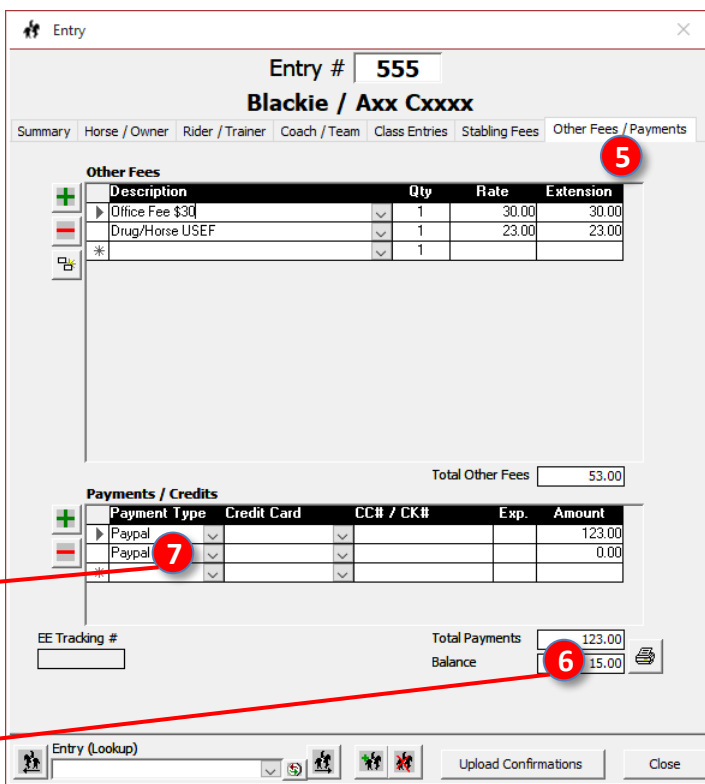 Entry
Entry # 555
Blackie / Axx Cxxxx
Summary Horse / Owner Rider / Trainer Coach / Team Class Entries Stabling Fees Other Fees / Payments
5
Other Fees
Description Qty Rate Extension
Office Fee $30 1 30.00 30.00
Drug/Horse USEF 1 23.00 23.00
* 1
Total Other Fees 53.00
Payments / Credits
Payment Type Credit Card CC# / CK# Exp. Amount
Paypal 123.00
Paypal 7 0.00
*
EE Tracking # Total Payments 123.00
Balance 6 15.00
Entry (Lookup)
Upload Confirmations Close